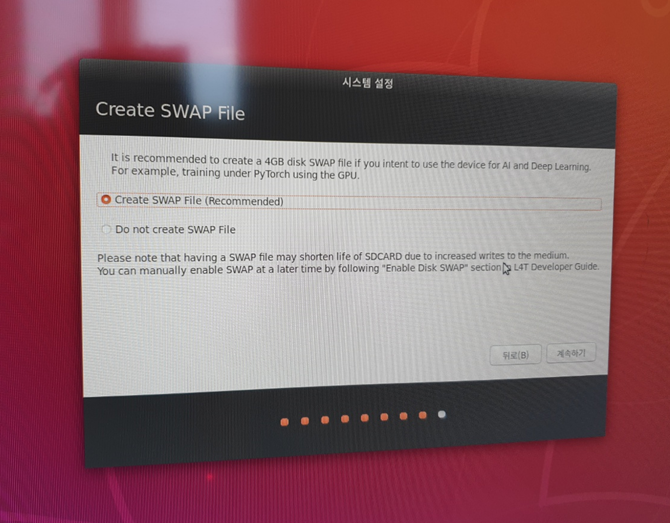 시스템 설정
Create SWAP File
It is recommended to create a 4GB disk SWAP file if you intent to use the device for AI and Deep Learning.
For example, training under PyTorch using the GPU.
Create SWAP File (Recommended)
Do not create SWAP File
Please note that having a SWAP file may shorten life of SDCARD due to increased writes to the medium.
You can manually enable SWAP at a later time by following "Enable Disk SWAP" section L4T Developer Guide.
뒤로(B) 계속하기